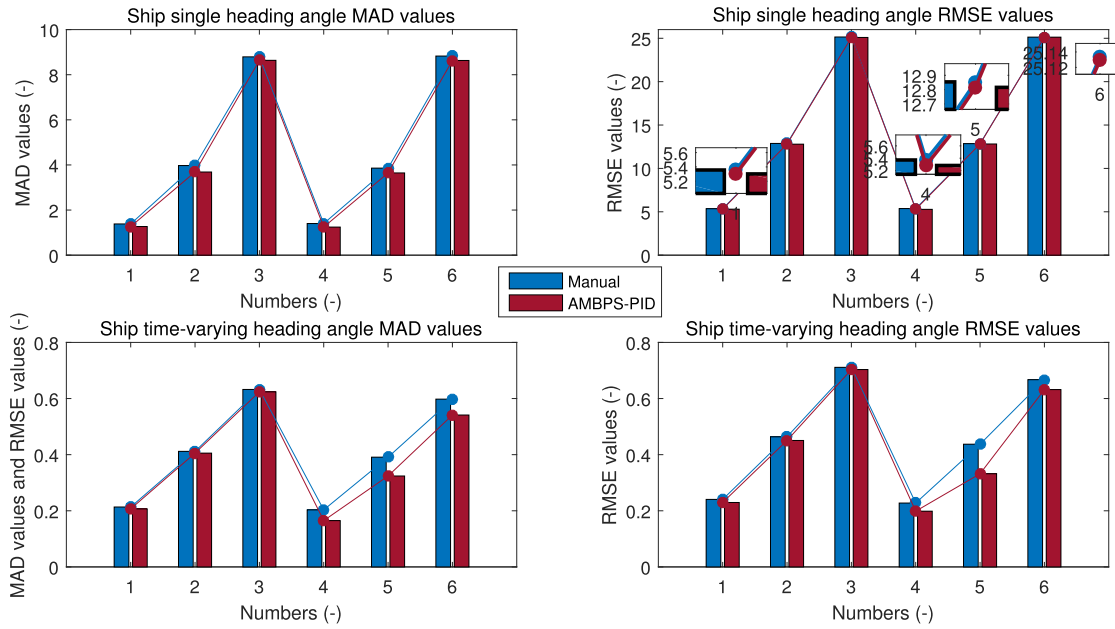 Ship single heading angle MAD values
MAD values (-)
10
8
6
4
2
0
1 2 3 4 5 6
Numbers (-)
Ship single heading angle RMSE values
RMSE values (-)
25
20
15
10
5
0
5.6
5.4
5.2
1
5.6
5.4
5.2
4
12.9
12.8
12.7
5
25.14
25.12
6
1 2 3 4 5 6
Numbers (-)
Manual
AMBPS-PID
Ship time-varying heading angle MAD values
MAD values and RMSE values (-)
0.8
0.6
0.4
0.2
0
1 2 3 4 5 6
Numbers (-)
Ship time-varying heading angle RMSE values
RMSE values (-)
0.8
0.6
0.4
0.2
0
1 2 3 4 5 6
Numbers (-)